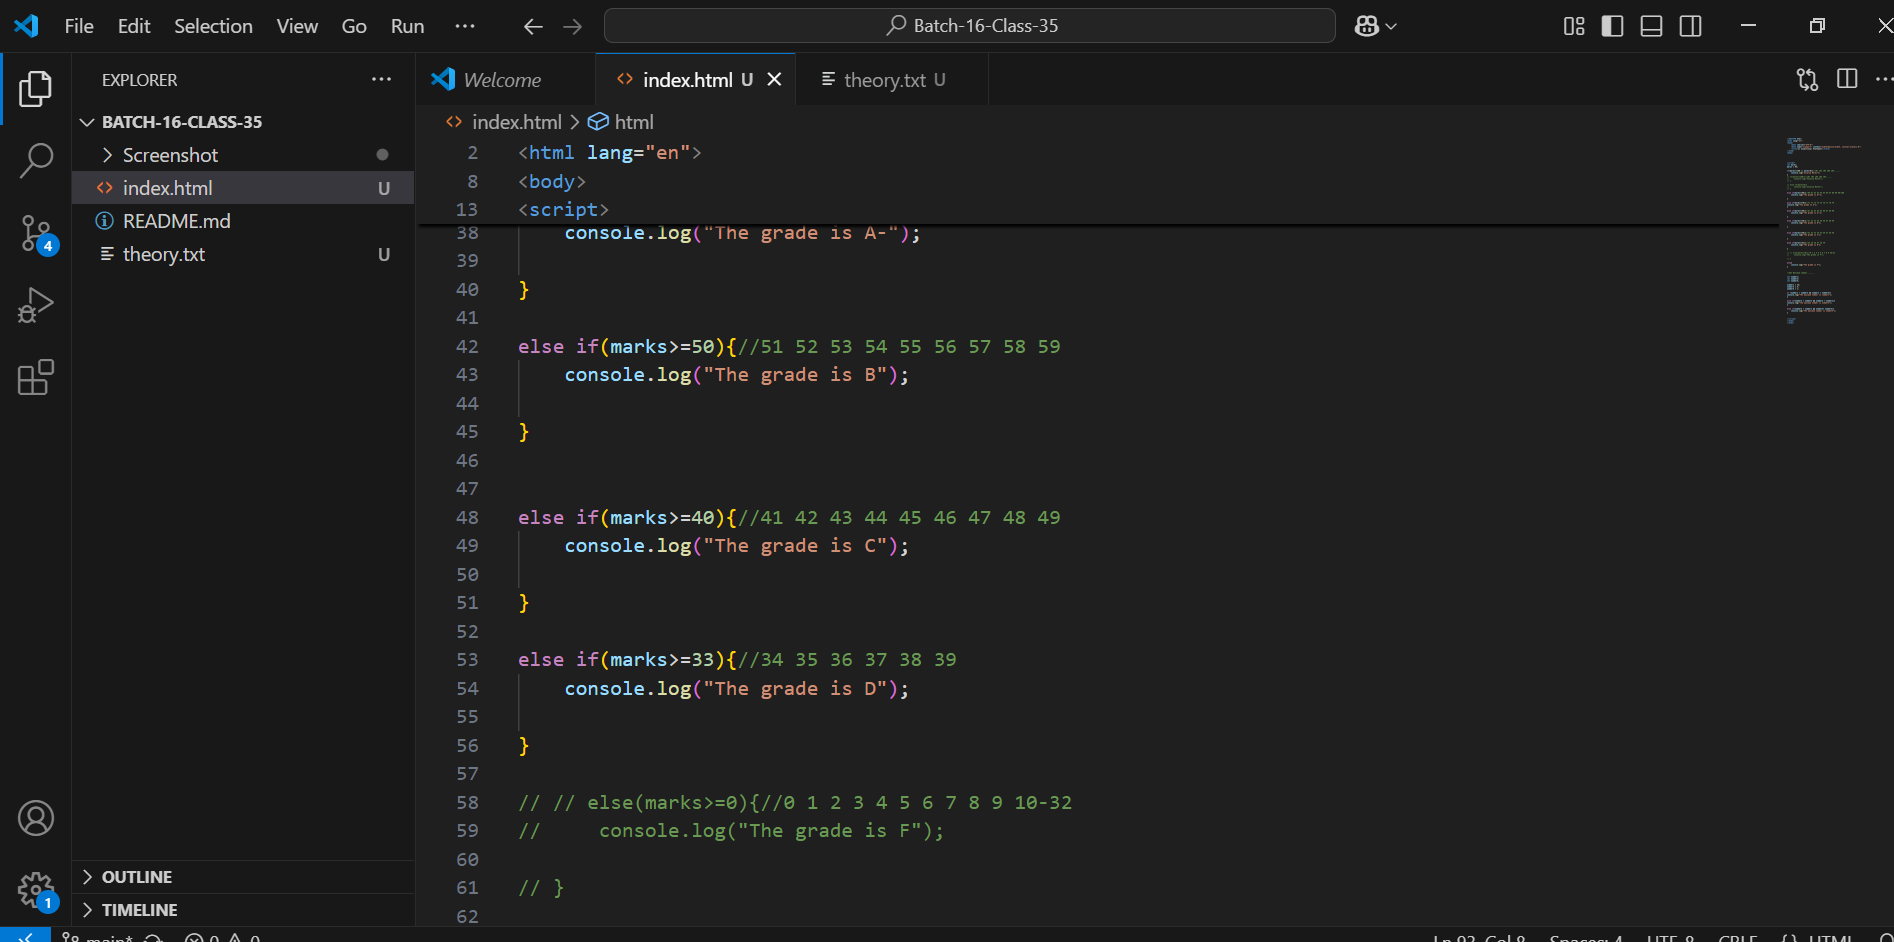 File Edit Selection View Go Run ··· Batch-16-Class-35
EXPLORER ···
BATCH-16-CLASS-35
Screenshot
index.html U
README.md
theory.txt U
4
OUTLINE
1
TIMELINE
Welcome index.html U theory.txt U
index.html > html
2 <html lang="en">
8 <body>
13 <script>
38 console.log("The grade is A-");
39
40 }
41
42 else if(marks>=50){//51 52 53 54 55 56 57 58 59
43 console.log("The grade is B");
44
45 }
46
47
48 else if(marks>=40){//41 42 43 44 45 46 47 48 49
49 console.log("The grade is C");
50
51 }
52
53 else if(marks>=33){//34 35 36 37 38 39
54 console.log("The grade is D");
55
56 }
57
58 // // else(marks>=0){//0 1 2 3 4 5 6 7 8 9 10-32
59 //     console.log("The grade is F");
60
61 // }
62
main* 0 0 Ln 93, Col 8 Spaces: 4 UTF-8 CRLF {} HTML